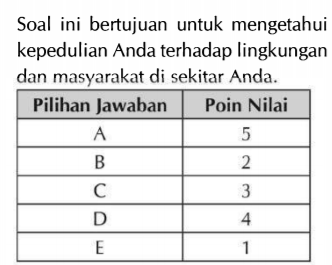 Soal ini bertujuan untuk mengetahui
kepedulian Anda terhadap lingkungan
dan masyarakat di sekitar Anda.
Pilihan Jawaban Poin Nilai
A 5
B 2
C 3
D 4
E 1